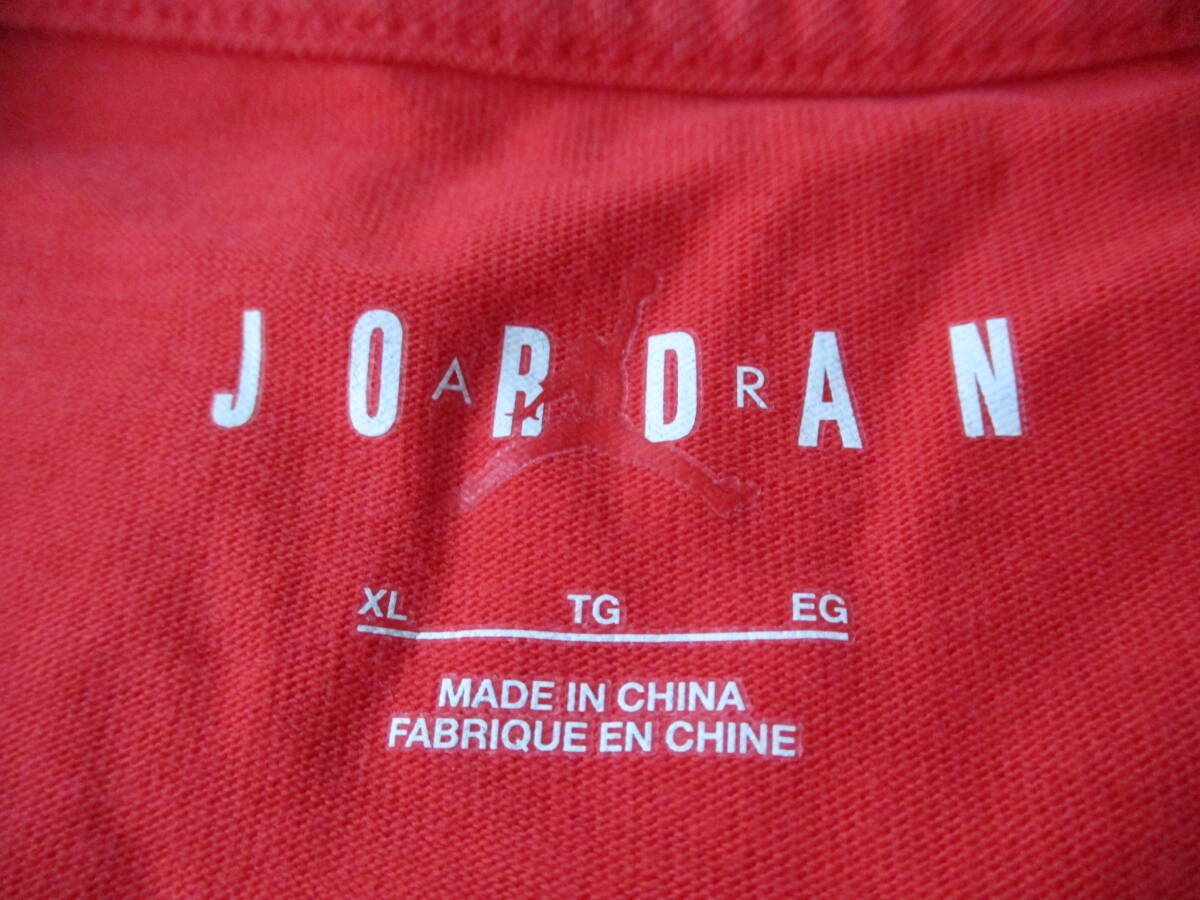 JORDAN
AIR
XL TG EG
MADE IN CHINA
FABRIQUE EN CHINE